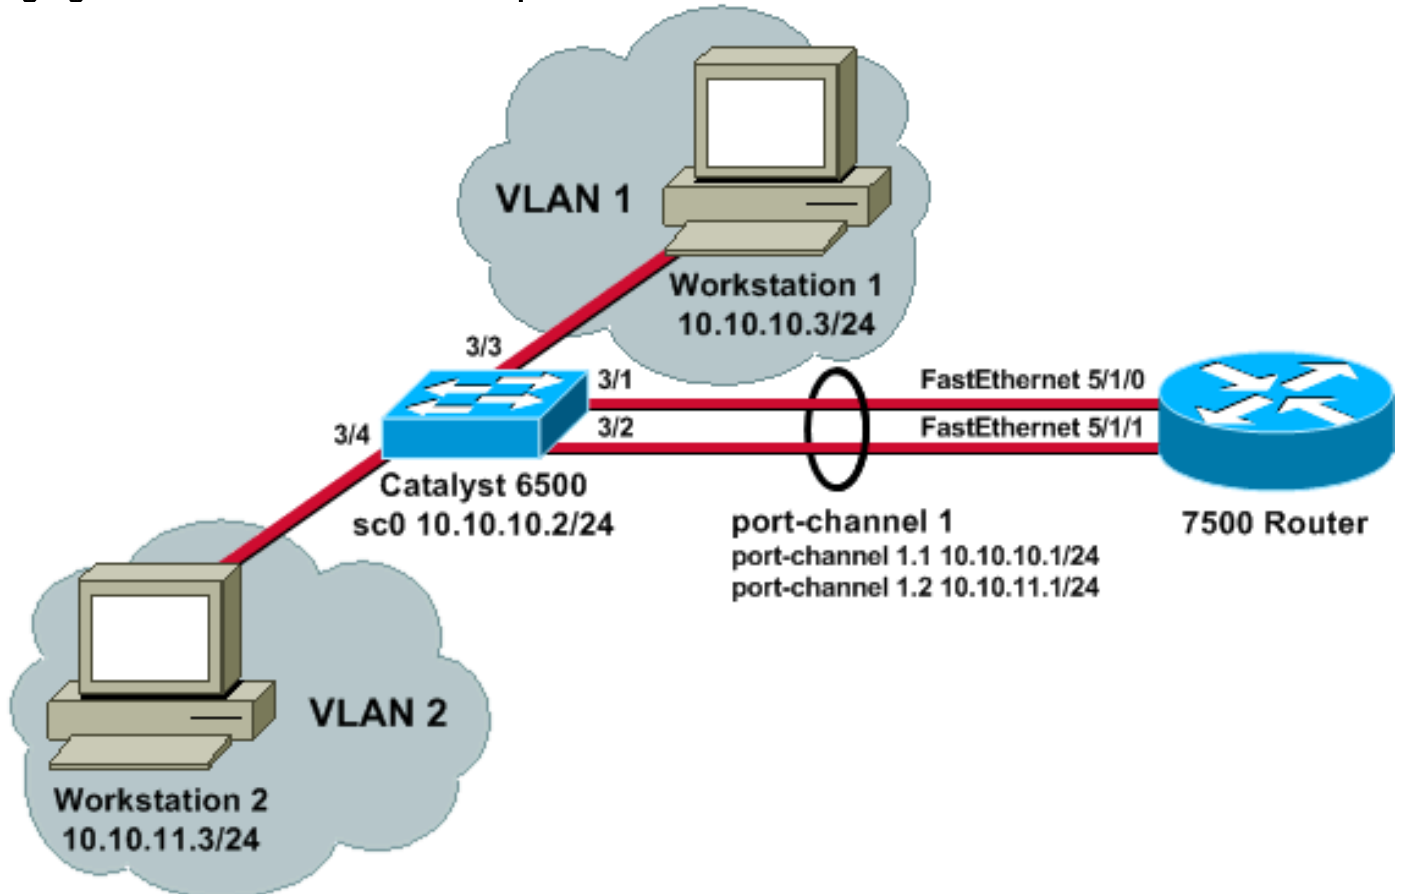 VLAN 1
Workstation 1
10.10.10.3/24
3/3
3/1
FastEthernet 5/1/0
3/4
3/2
FastEthernet 5/1/1
Catalyst 6500
sc0 10.10.10.2/24
port-channel 1
port-channel 1.1 10.10.10.1/24
port-channel 1.2 10.10.11.1/24
7500 Router
VLAN 2
Workstation 2
10.10.11.3/24